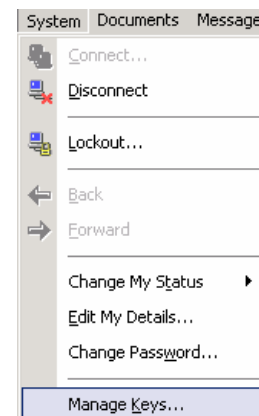 System Documents Message
Connect...
Disconnect
Lockout...
Back
Forward
Change My Status
Edit My Details...
Change Password...
Manage Keys...